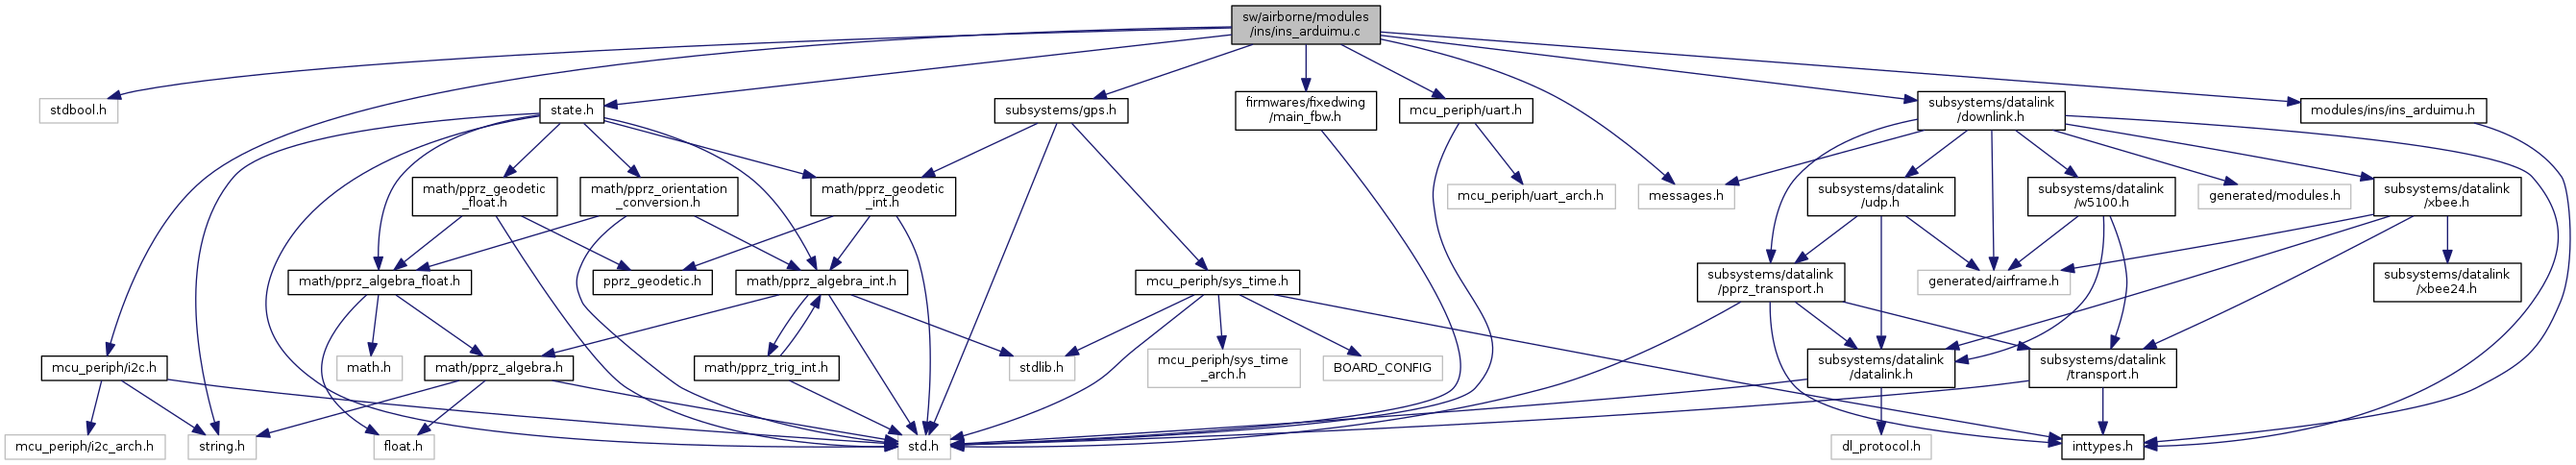 sw/airborne/modules
/ins/ins_arduimu.c
stdbool.h
state.h
subsystems/gps.h
firmwares/fixedwing
/main_fbw.h
mcu_periph/uart.h
subsystems/datalink
/downlink.h
modules/ins/ins_arduimu.h
math/pprz_geodetic
_float.h
math/pprz_orientation
_conversion.h
math/pprz_geodetic
_int.h
mcu_periph/uart_arch.h
messages.h
subsystems/datalink
/udp.h
subsystems/datalink
/w5100.h
generated/modules.h
subsystems/datalink
/xbee.h
math/pprz_algebra_float.h
pprz_geodetic.h
math/pprz_algebra_int.h
mcu_periph/sys_time.h
subsystems/datalink
/pprz_transport.h
generated/airframe.h
subsystems/datalink
/xbee24.h
mcu_periph/i2c.h
math.h
math/pprz_algebra.h
math/pprz_trig_int.h
stdlib.h
mcu_periph/sys_time
_arch.h
BOARD_CONFIG
subsystems/datalink
/datalink.h
subsystems/datalink
/transport.h
mcu_periph/i2c_arch.h
string.h
float.h
std.h
dl_protocol.h
inttypes.h